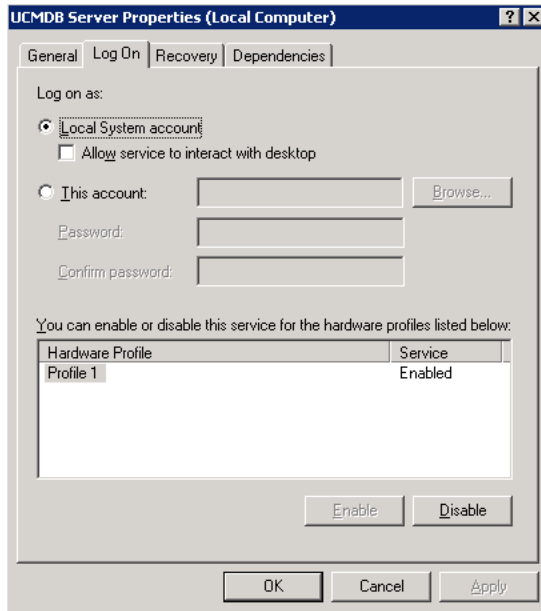 UCMDB Server Properties (Local Computer)
General Log On Recovery Dependencies
Log on as:
Local System account
Allow service to interact with desktop
This account: Browse...
Password:
Confirm password:
You can enable or disable this service for the hardware profiles listed below:
Hardware Profile Service
Profile 1 Enabled
Enable Disable
OK Cancel Apply